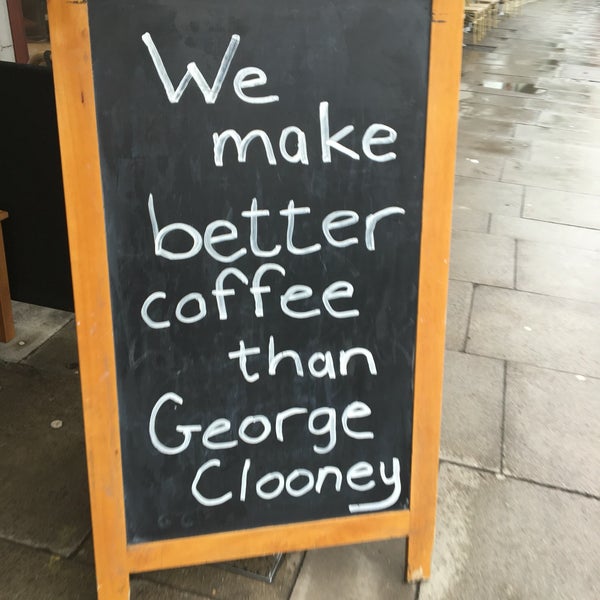 We
make
better
coffee
than
George
Clooney